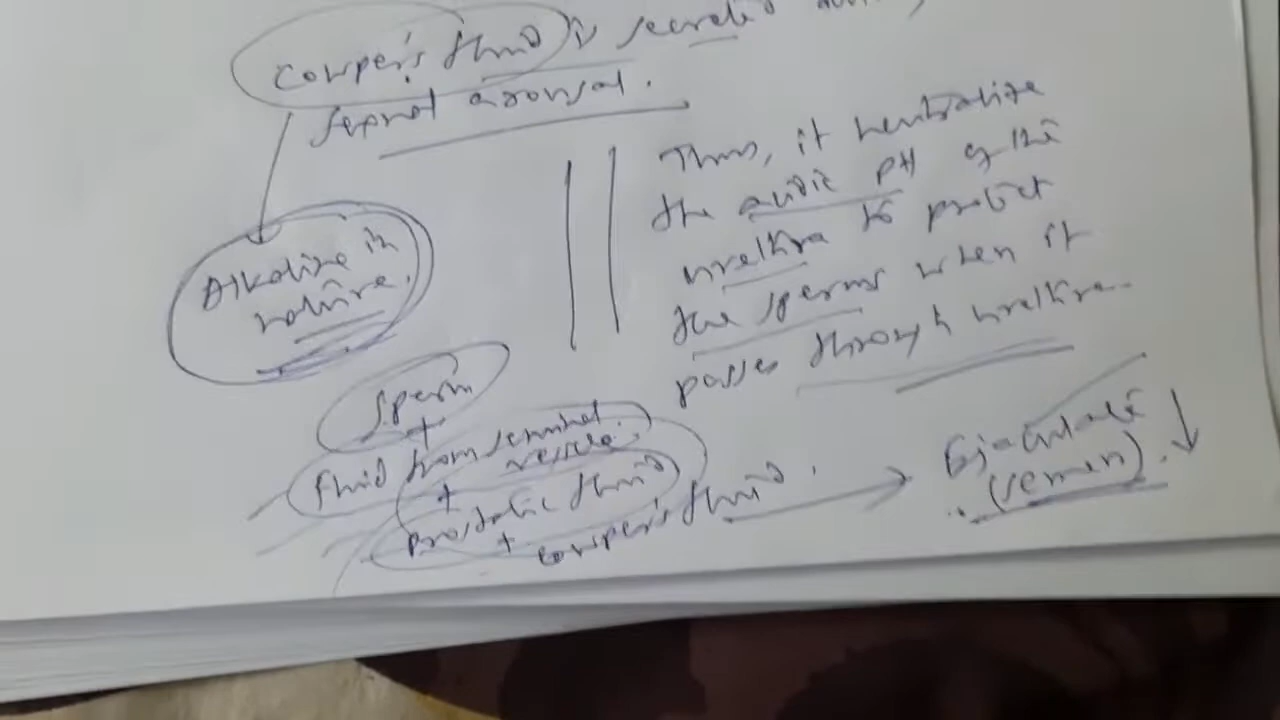 Cowper's fluid is secreted
sexual arousal.
Alkaline in
nature.
Thus, it neutralize
the acidic pH of the
urethra to protect
the sperms when it
passes through urethra.
Sperm
+
fluid from seminal
vesicle.
+
prostatic fluid
+ cowper's fluid. → Ejaculate
(semen).